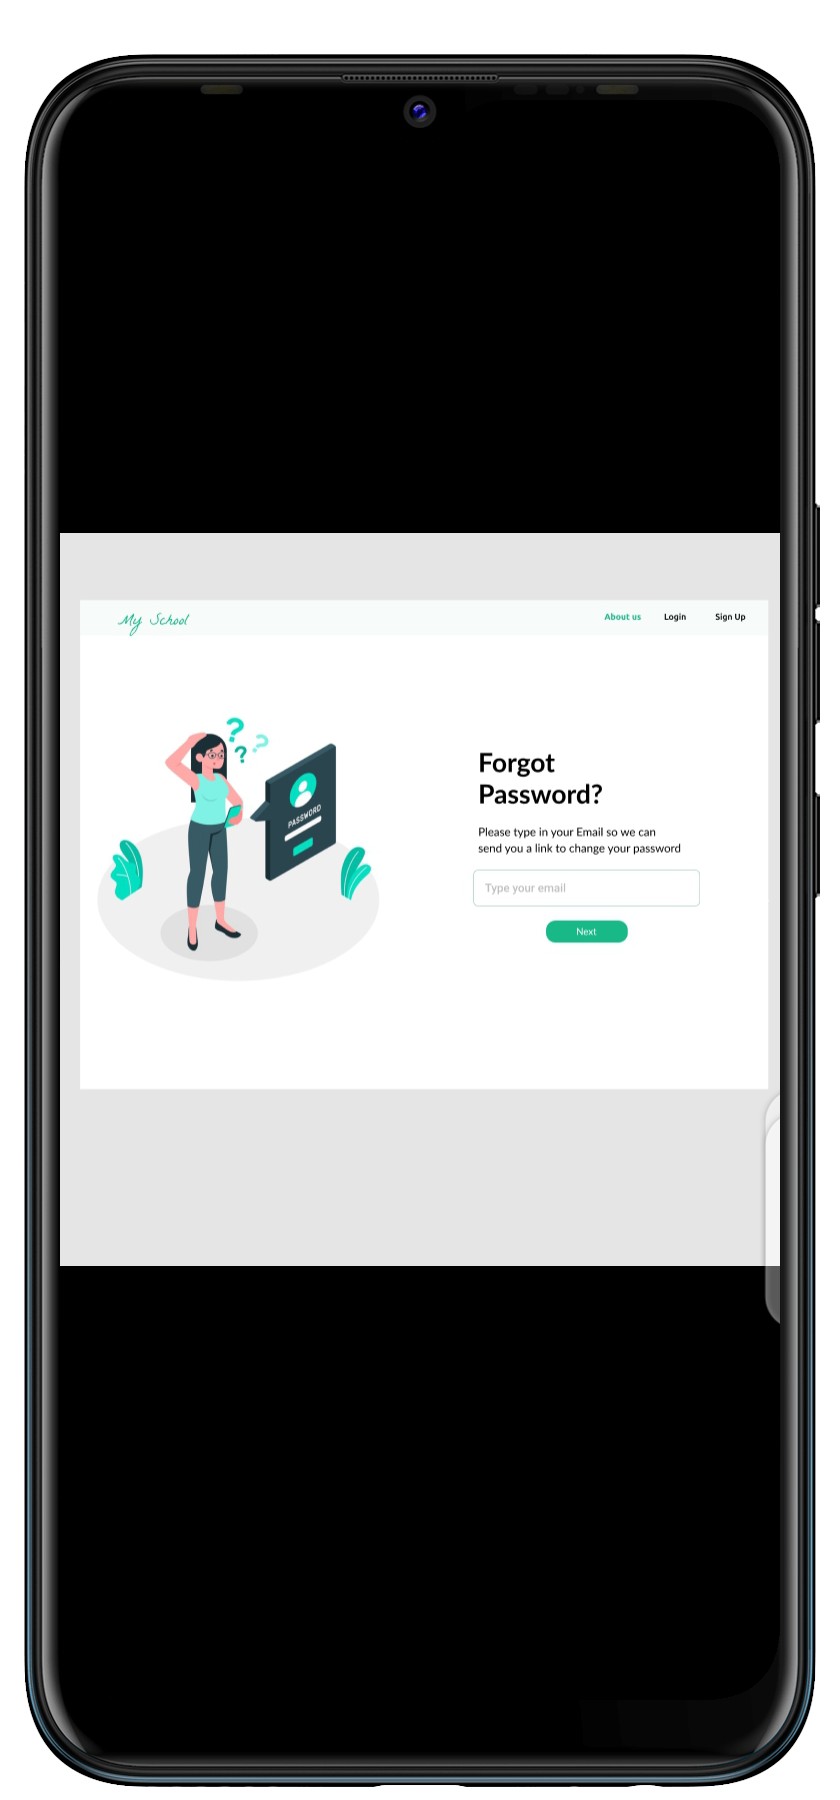 My School
About us Login Sign Up
? ? ?
PASSWORD
Forgot
Password?
Please type in your Email so we can
send you a link to change your password
Type your email
Next